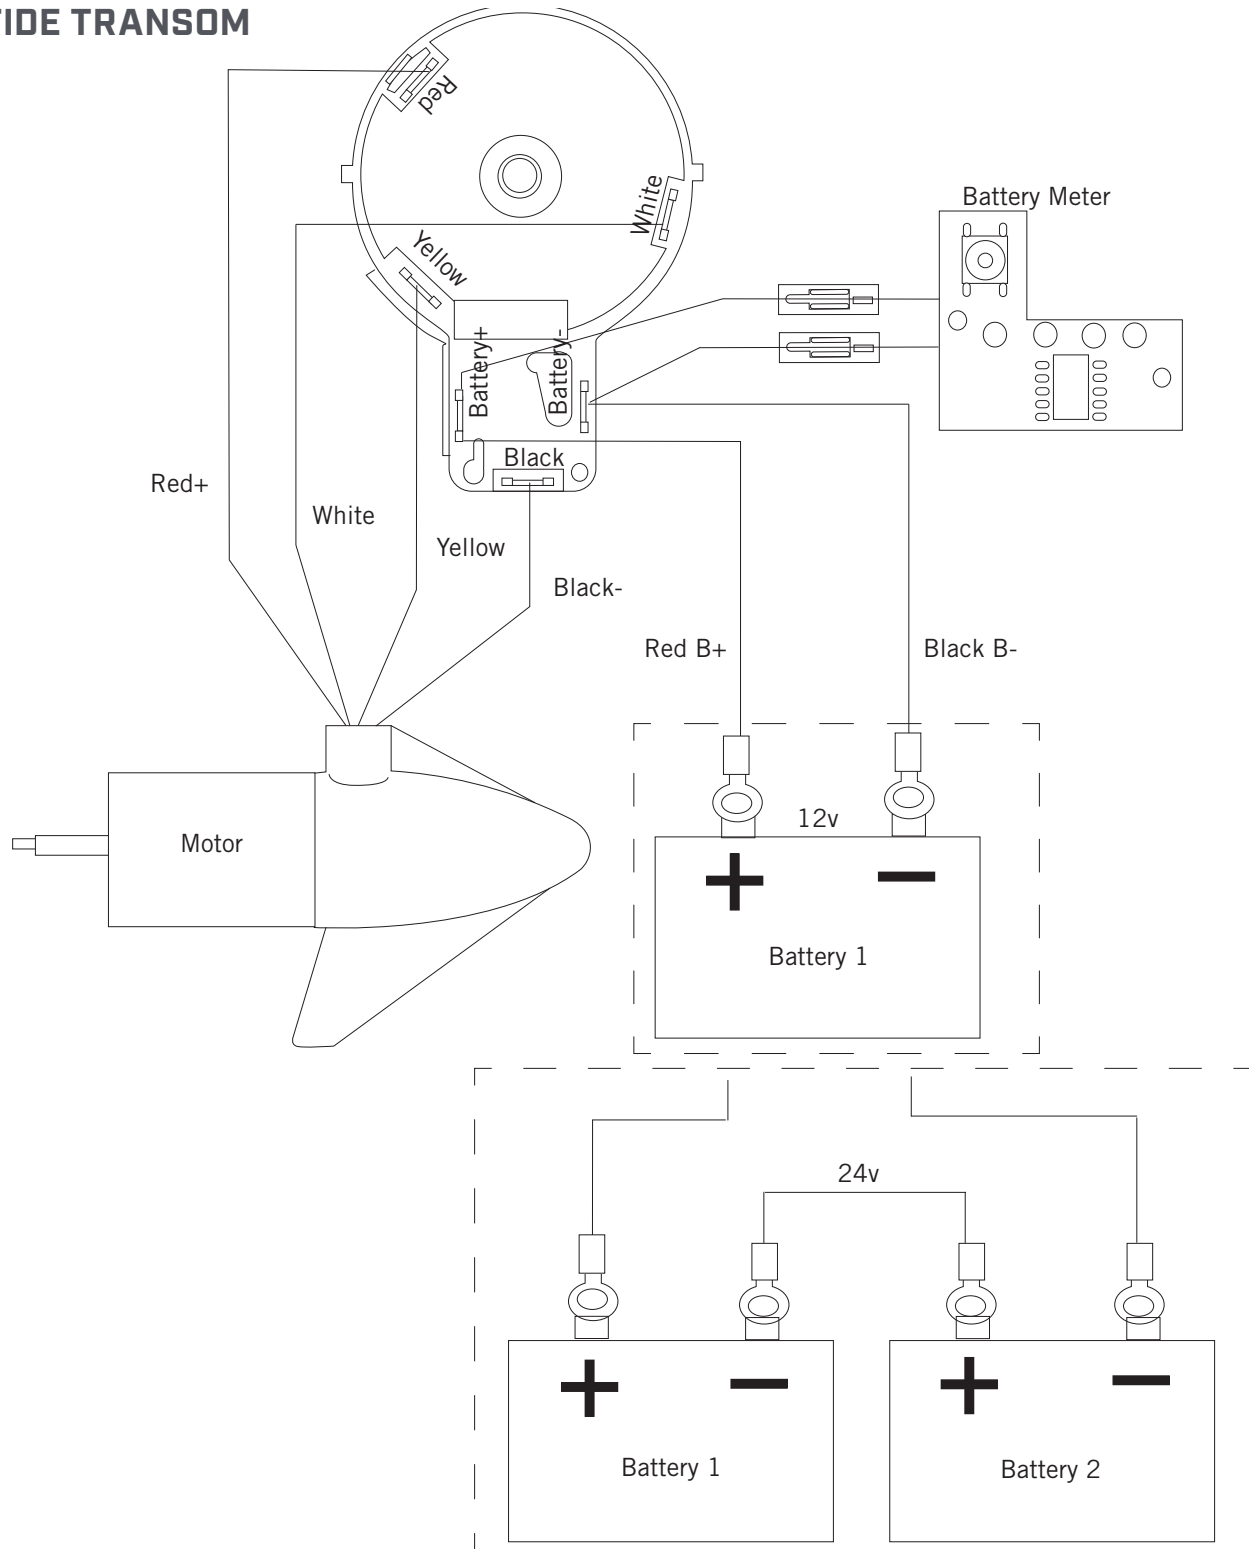 TIDE TRANSOM
Red
White
Battery Meter
Yellow
Battery+
Battery-
Black
Red+
White
Yellow
Black-
Red B+
Black B-
12v
Motor
Battery 1
24v
Battery 1
Battery 2